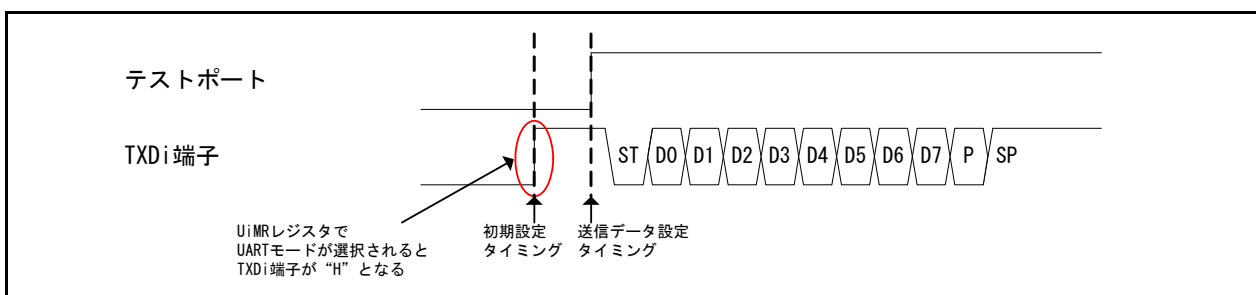 テストポート
TXDi端子
ST D0 D1 D2 D3 D4 D5 D6 D7 P SP
UiMRレジスタで
UARTモードが選択されると
TXDi端子が“H”となる
初期設定
タイミング
送信データ設定
タイミング